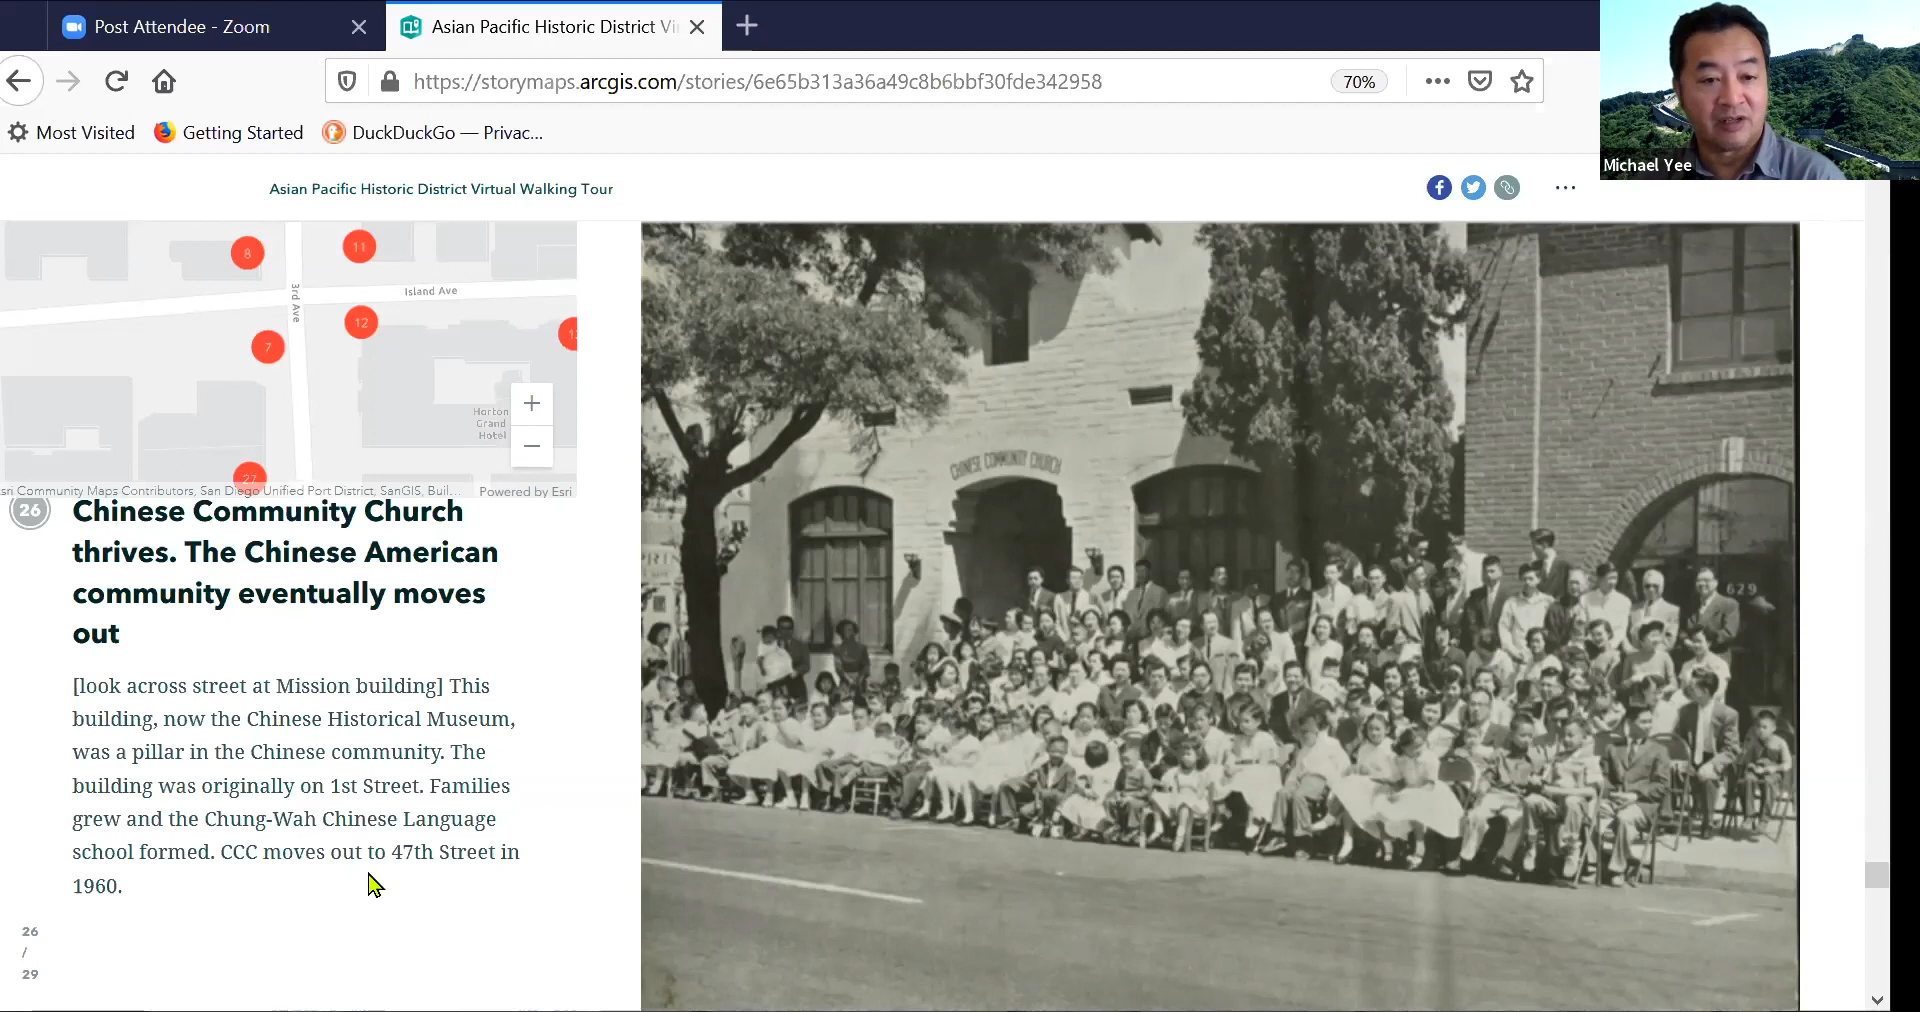 Post Attendee - Zoom
Asian Pacific Historic District Vi
https://storymaps.arcgis.com/stories/6e65b313a36a49c8b6bbf30fde342958
70%
Most Visited
Getting Started
DuckDuckGo — Privac...
Michael Yee
Asian Pacific Historic District Virtual Walking Tour
8
11
3rd Ave
Island Ave
12
7
Horton
Grand
Hotel
27
Community Maps Contributors, San Diego Unified Port District, SanGIS, Buil...
Powered by Esri
26
Chinese Community Church
thrives. The Chinese American
community eventually moves
out
[look across street at Mission building] This
building, now the Chinese Historical Museum,
was a pillar in the Chinese community. The
building was originally on 1st Street. Families
grew and the Chung-Wah Chinese Language
school formed. CCC moves out to 47th Street in
1960.
26
/
29
CHINESE COMMUNITY CHURCH
629